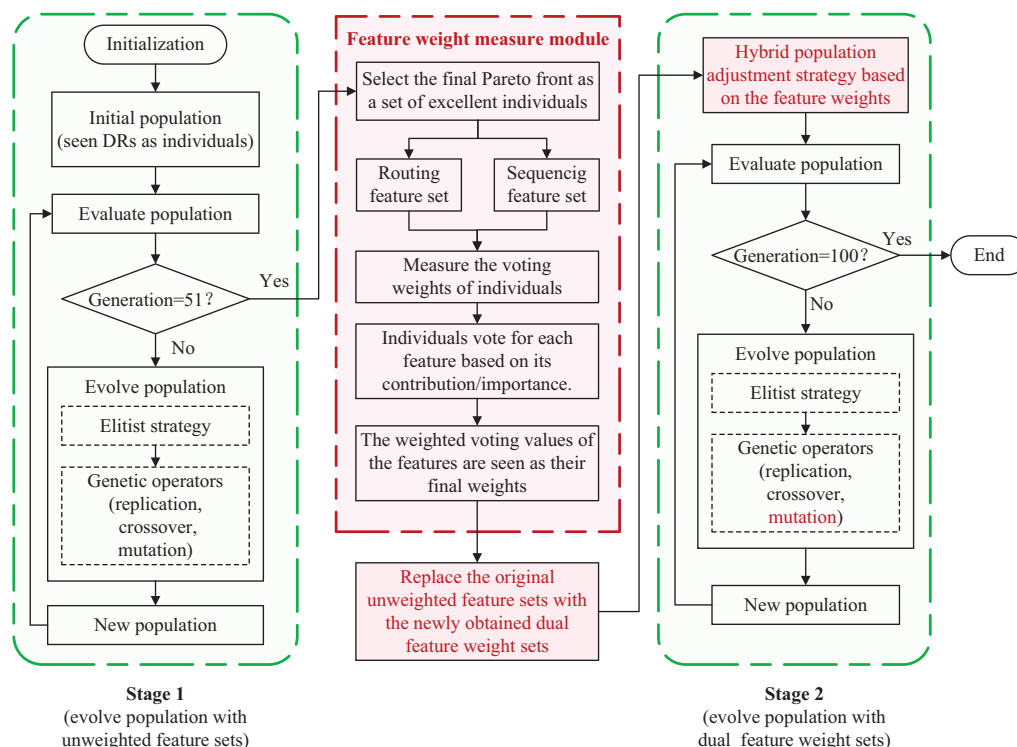 Initialization
Initial population
(seen DRs as individuals)
Evaluate population
Generation=51?
Yes
No
Evolve population
Elitist strategy
Genetic operators
(replication,
crossover,
mutation)
New population
Stage 1
(evolve population with
unweighted feature sets)
Feature weight measure module
Select the final Pareto front as
a set of excellent individuals
Routing
feature set
Sequencig
feature set
Measure the voting
weights of individuals
Individuals vote for each
feature based on its
contribution/importance.
The weighted voting values of
the features are seen as their
final weights
Replace the original
unweighted feature sets with
the newly obtained dual
feature weight sets
Hybrid population
adjustment strategy based
on the feature weights
Evaluate population
Generation=100?
Yes
End
No
Evolve population
Elitist strategy
Genetic operators
(replication,
crossover,
mutation)
New population
Stage 2
(evolve population with
dual feature weight sets)